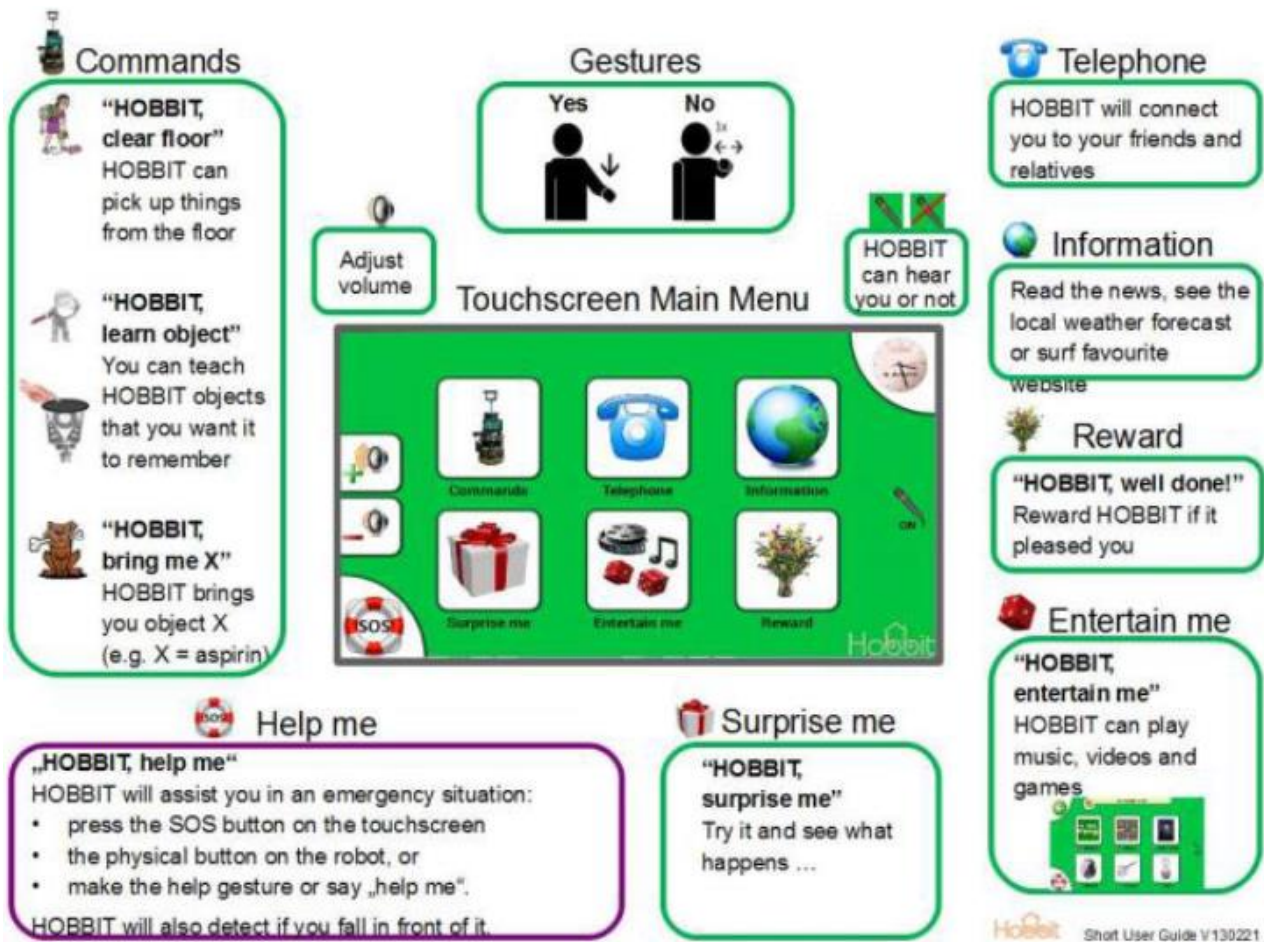 Commands
"HOBBIT,
clear floor"
HOBBIT can
pick up things
from the floor
"HOBBIT,
learn object"
You can teach
HOBBIT objects
that you want it
to remember
"HOBBIT,
bring me X"
HOBBIT brings
you object X
(e.g. X = aspirin)
Gestures
Yes
No
3x
Adjust
volume
HOBBIT
can hear
you or not
Touchscreen Main Menu
Commands
Telephone
Information
ON
SOS
Surprise me
Entertain me
Reward
Hobbit
Telephone
HOBBIT will connect
you to your friends and
relatives
Information
Read the news, see the
local weather forecast
or surf favourite
website
Reward
"HOBBIT, well done!"
Reward HOBBIT if it
pleased you
Entertain me
"HOBBIT,
entertain me"
HOBBIT can play
music, videos and
games
SOS
Help me
„HOBBIT, help me“
HOBBIT will assist you in an emergency situation:
• press the SOS button on the touchscreen
• the physical button on the robot, or
• make the help gesture or say „help me“.
HOBBIT will also detect if you fall in front of it.
Surprise me
"HOBBIT,
surprise me"
Try it and see what
happens ...
Hobbit
Short User Guide V130221